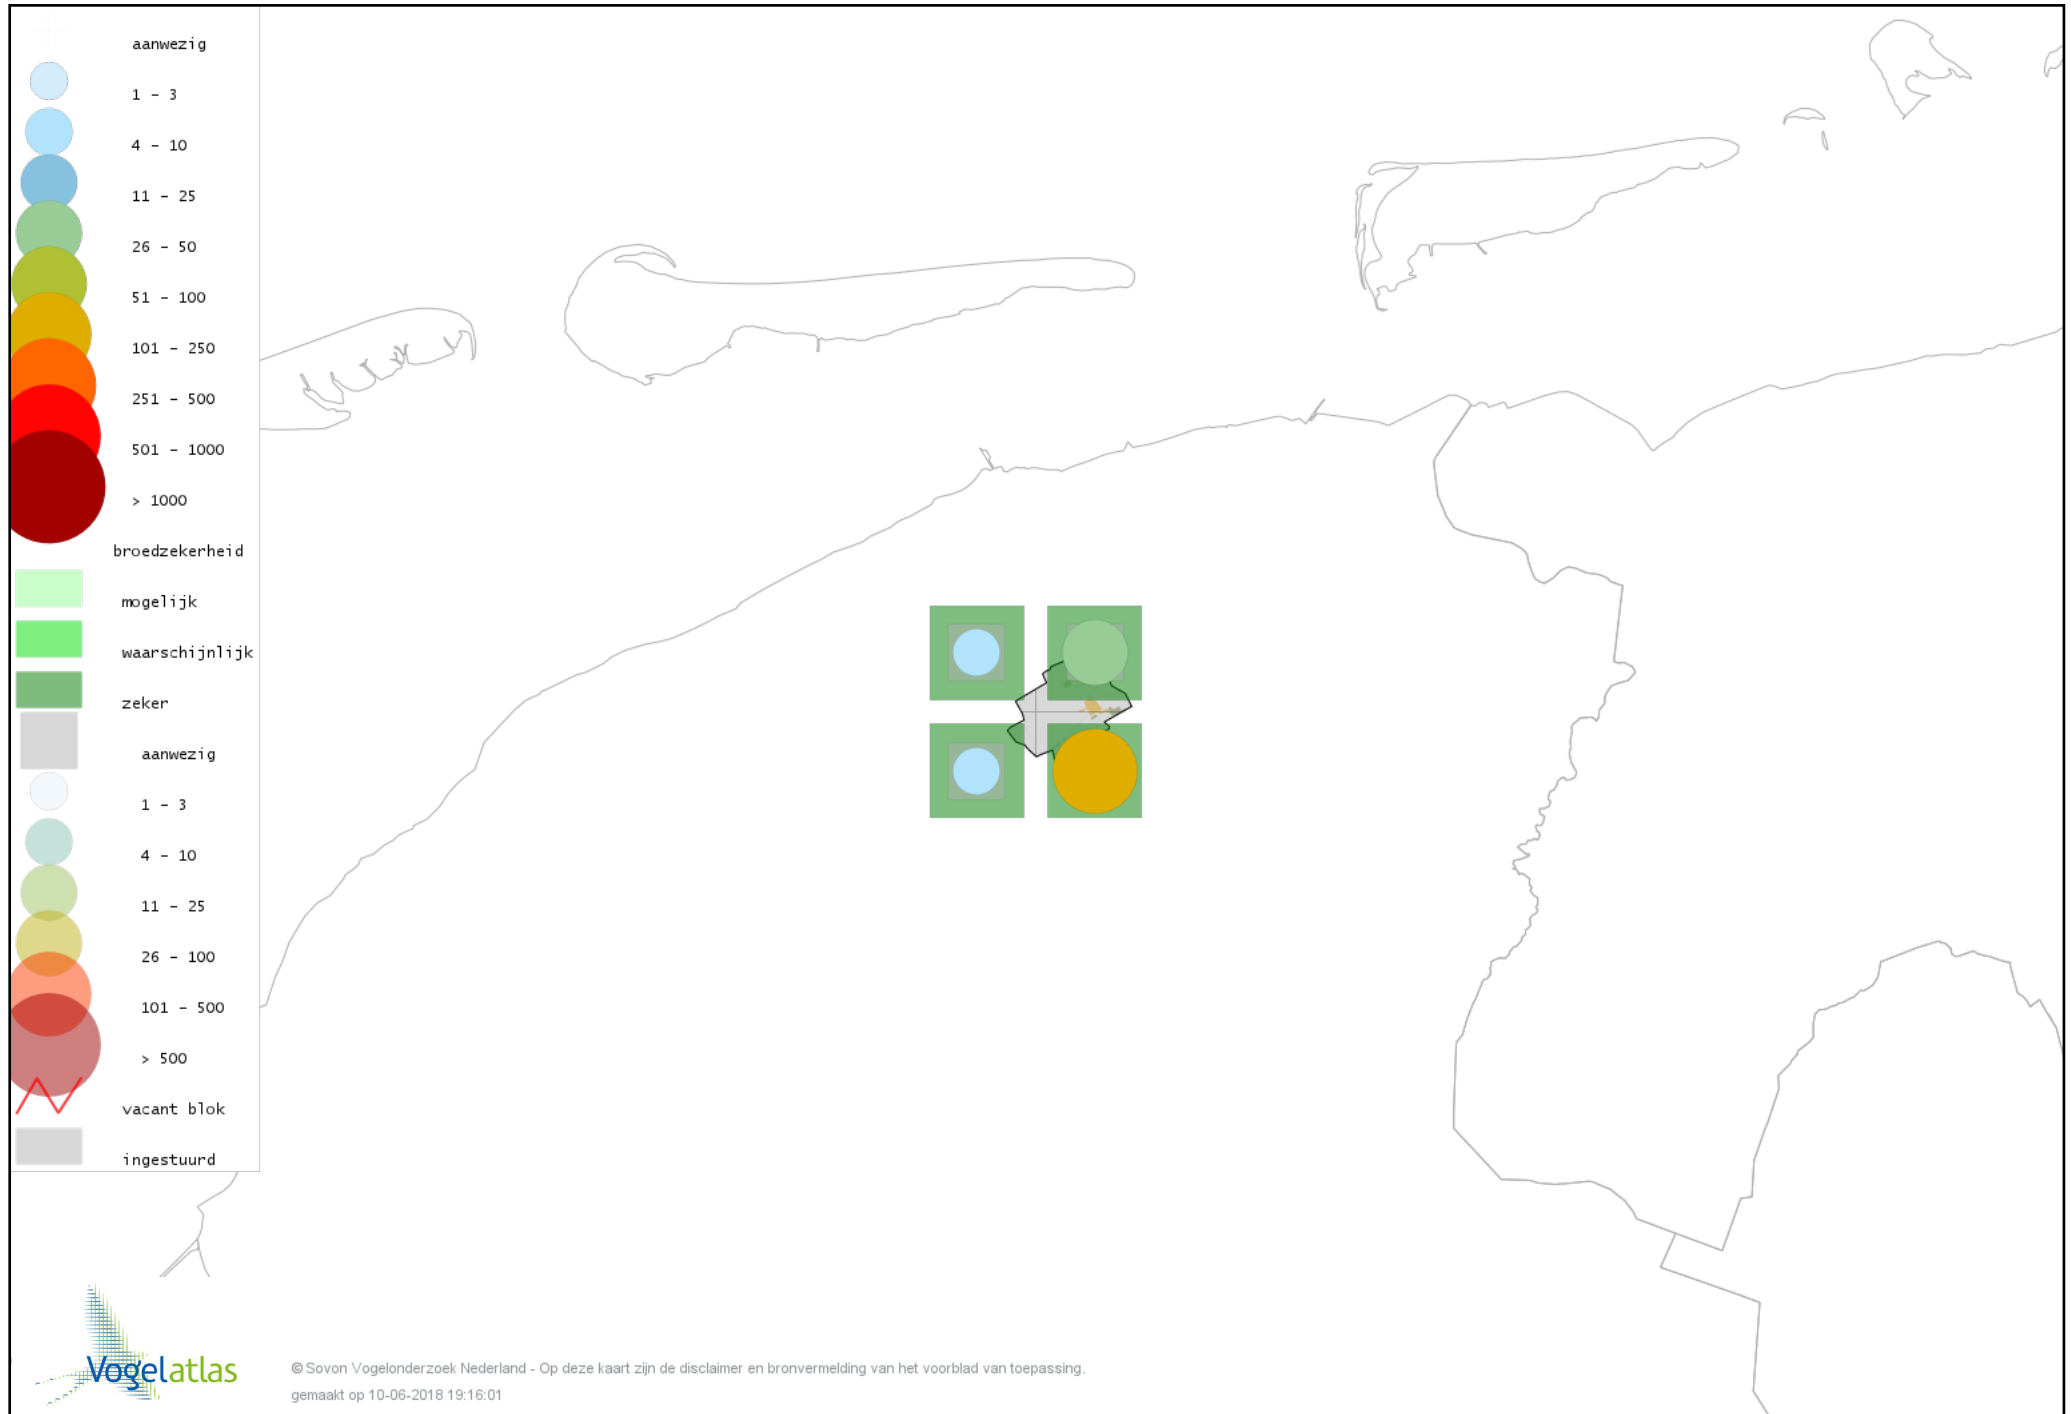 aanwezig
1 - 3
4 - 10
11 - 25
26 - 50
51 - 100
101 - 250
251 - 500
501 - 1000
> 1000
broedzekerheid
mogelijk
waarschijnlijk
zeker
aanwezig
1 - 3
4 - 10
11 - 25
26 - 100
101 - 500
> 500
vacant blok
ingestuurd
Vogelatlas
© Sovon Vogelonderzoek Nederland - Op deze kaart zijn de disclaimer en bronvermelding van het voorblad van toepassing.
gemaakt op 10-06-2018 19:16:01